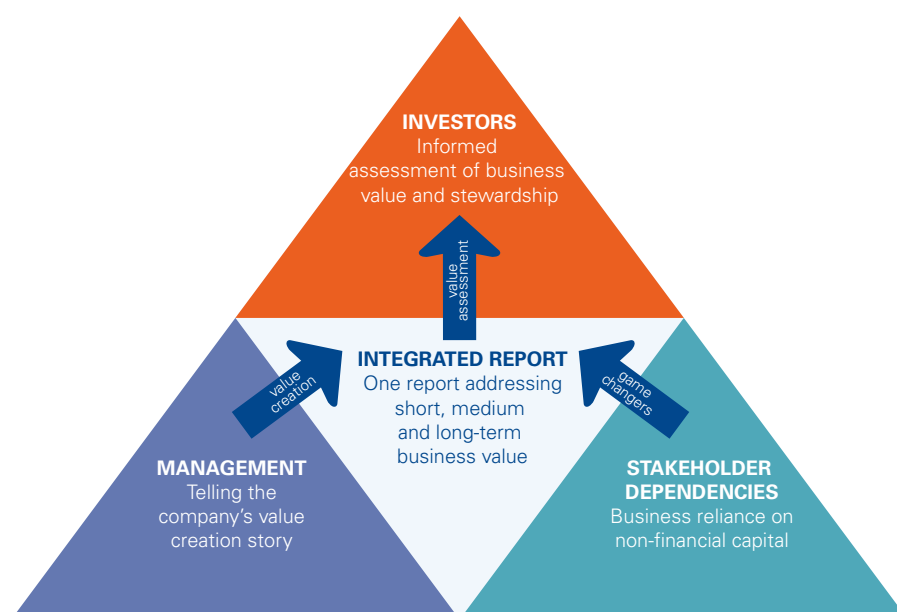 INVESTORS
Informed
assessment of business
value and stewardship
value
assessment
INTEGRATED REPORT
One report addressing
short, medium
and long-term
business value
value
creation
game
changers
MANAGEMENT
Telling the
company's value
creation story
STAKEHOLDER
DEPENDENCIES
Business reliance on
non-financial capital